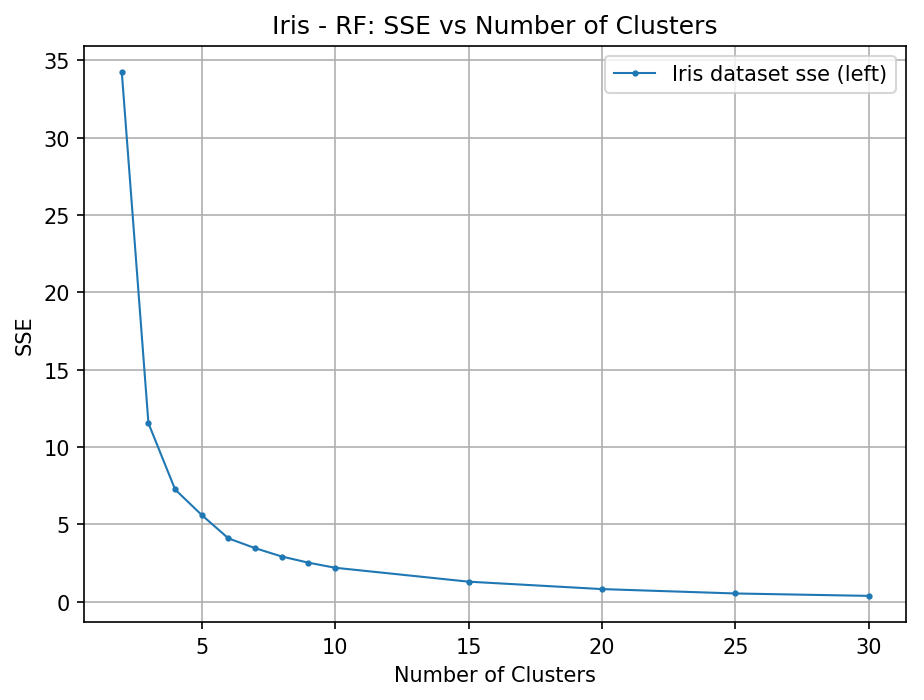 Iris - RF: SSE vs Number of Clusters
Iris dataset sse (left)
35
30
25
20
15
10
5
0
SSE
5 10 15 20 25 30
Number of Clusters